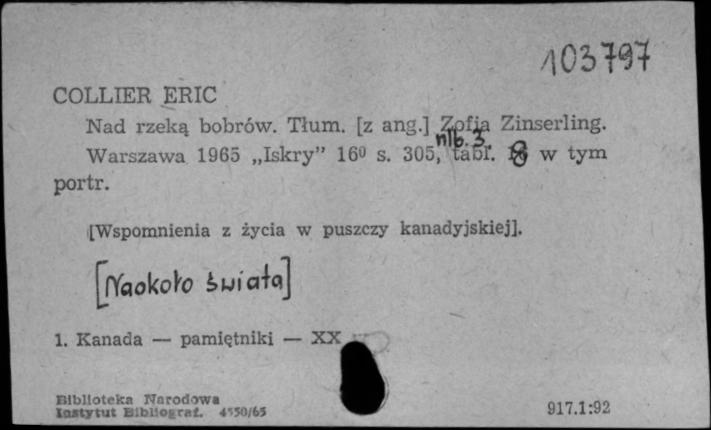 103797
COLLIER ERIC
Nad rzeką bobrów. Tłum. [z ang.] Zofia Zinserling.
Warszawa 1965 „Iskry” 16⁰ s. 305, nlb. 3, tabl. 8 w tym
portr.
[Wspomnienia z życia w puszczy kanadyjskiej].
[Naokoło świata]
1. Kanada — pamiętniki — XX
Biblioteka Narodowa
Instytut Bibliograf. 4550/65
917.1:92